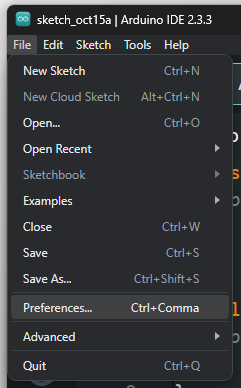 sketch_oct15a | Arduino IDE 2.3.3
File Edit Sketch Tools Help
New Sketch Ctrl+N
New Cloud Sketch Alt+Ctrl+N
Open... Ctrl+O
Open Recent
Sketchbook
Examples
Close Ctrl+W
Save Ctrl+S
Save As... Ctrl+Shift+S
Preferences... Ctrl+Comma
Advanced
Quit Ctrl+Q